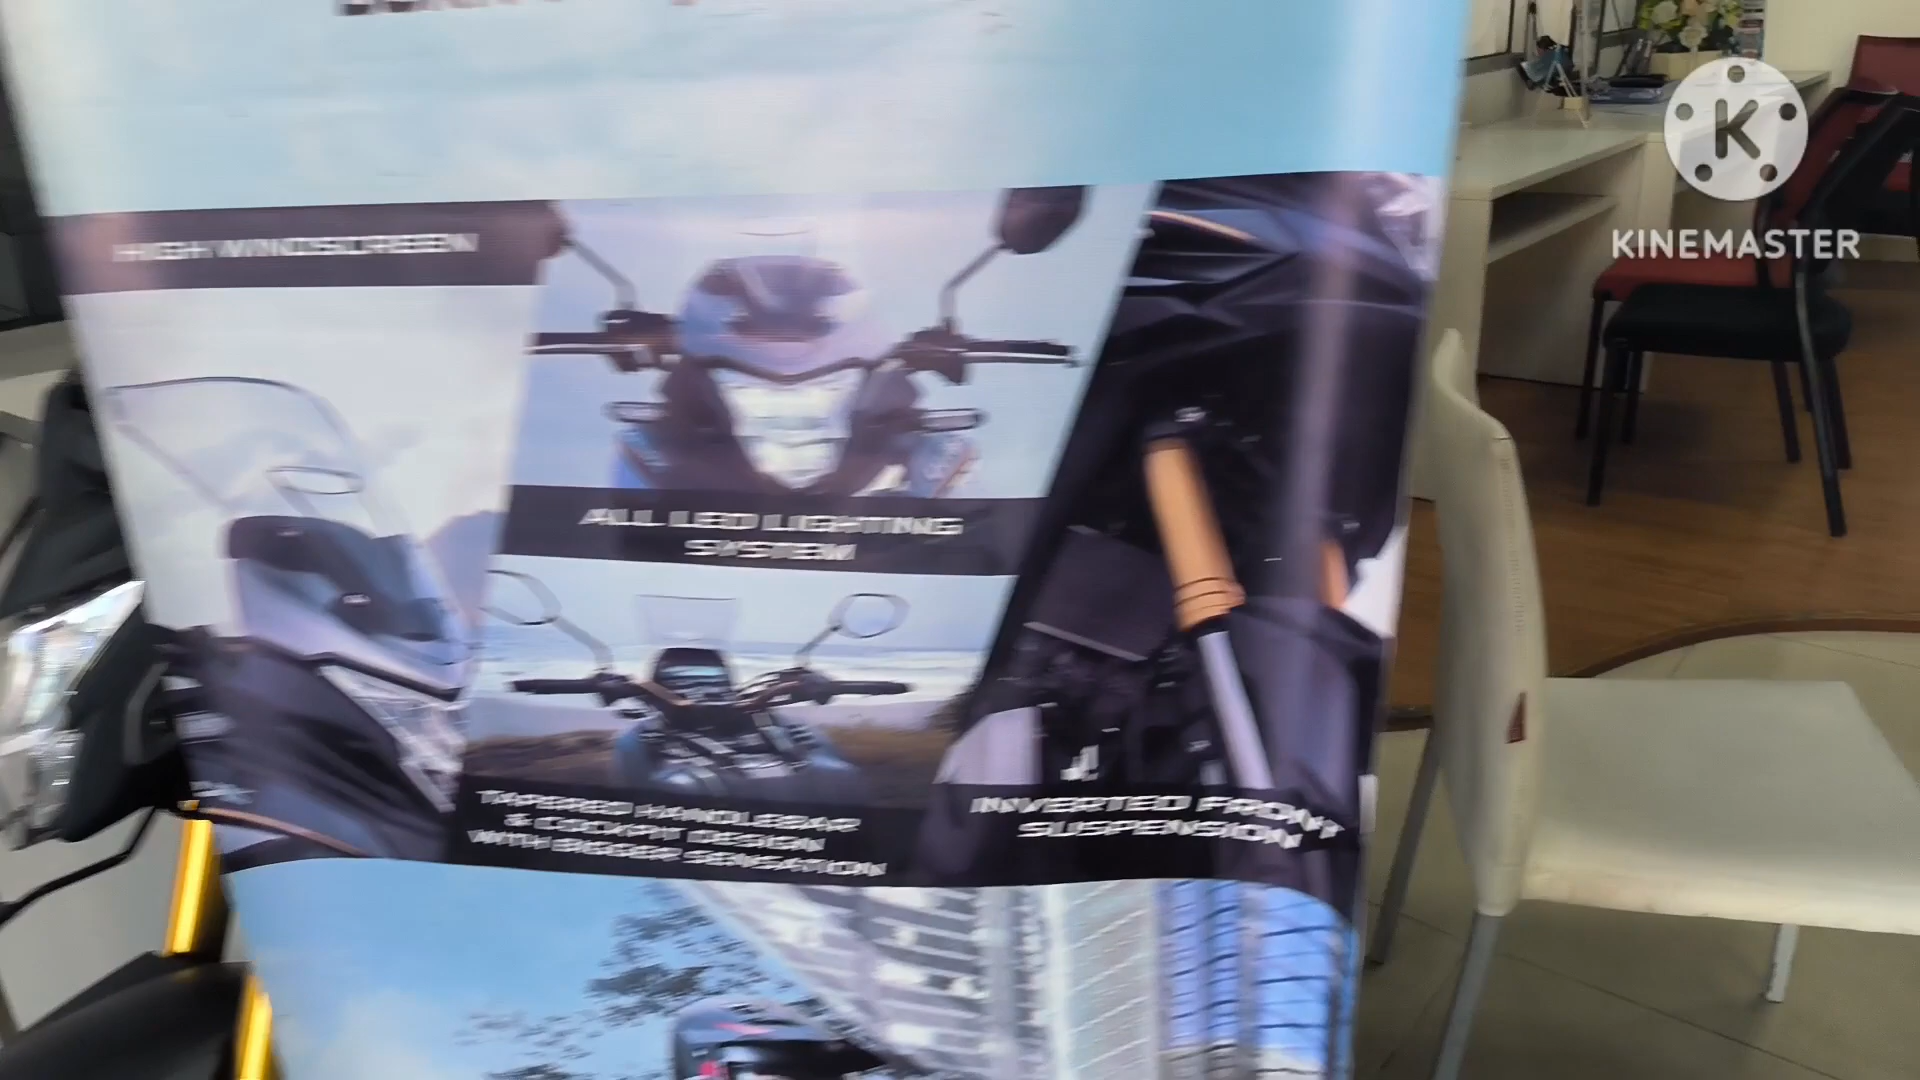 HIGH WINDSCREEN
ALL LED LIGHTING
SYSTEM
TAPERED HANDLEBAR
& COCKPIT DESIGN
WITH BIGGER SENSATION
INVERTED FRONT
SUSPENSION
K
KINEMASTER